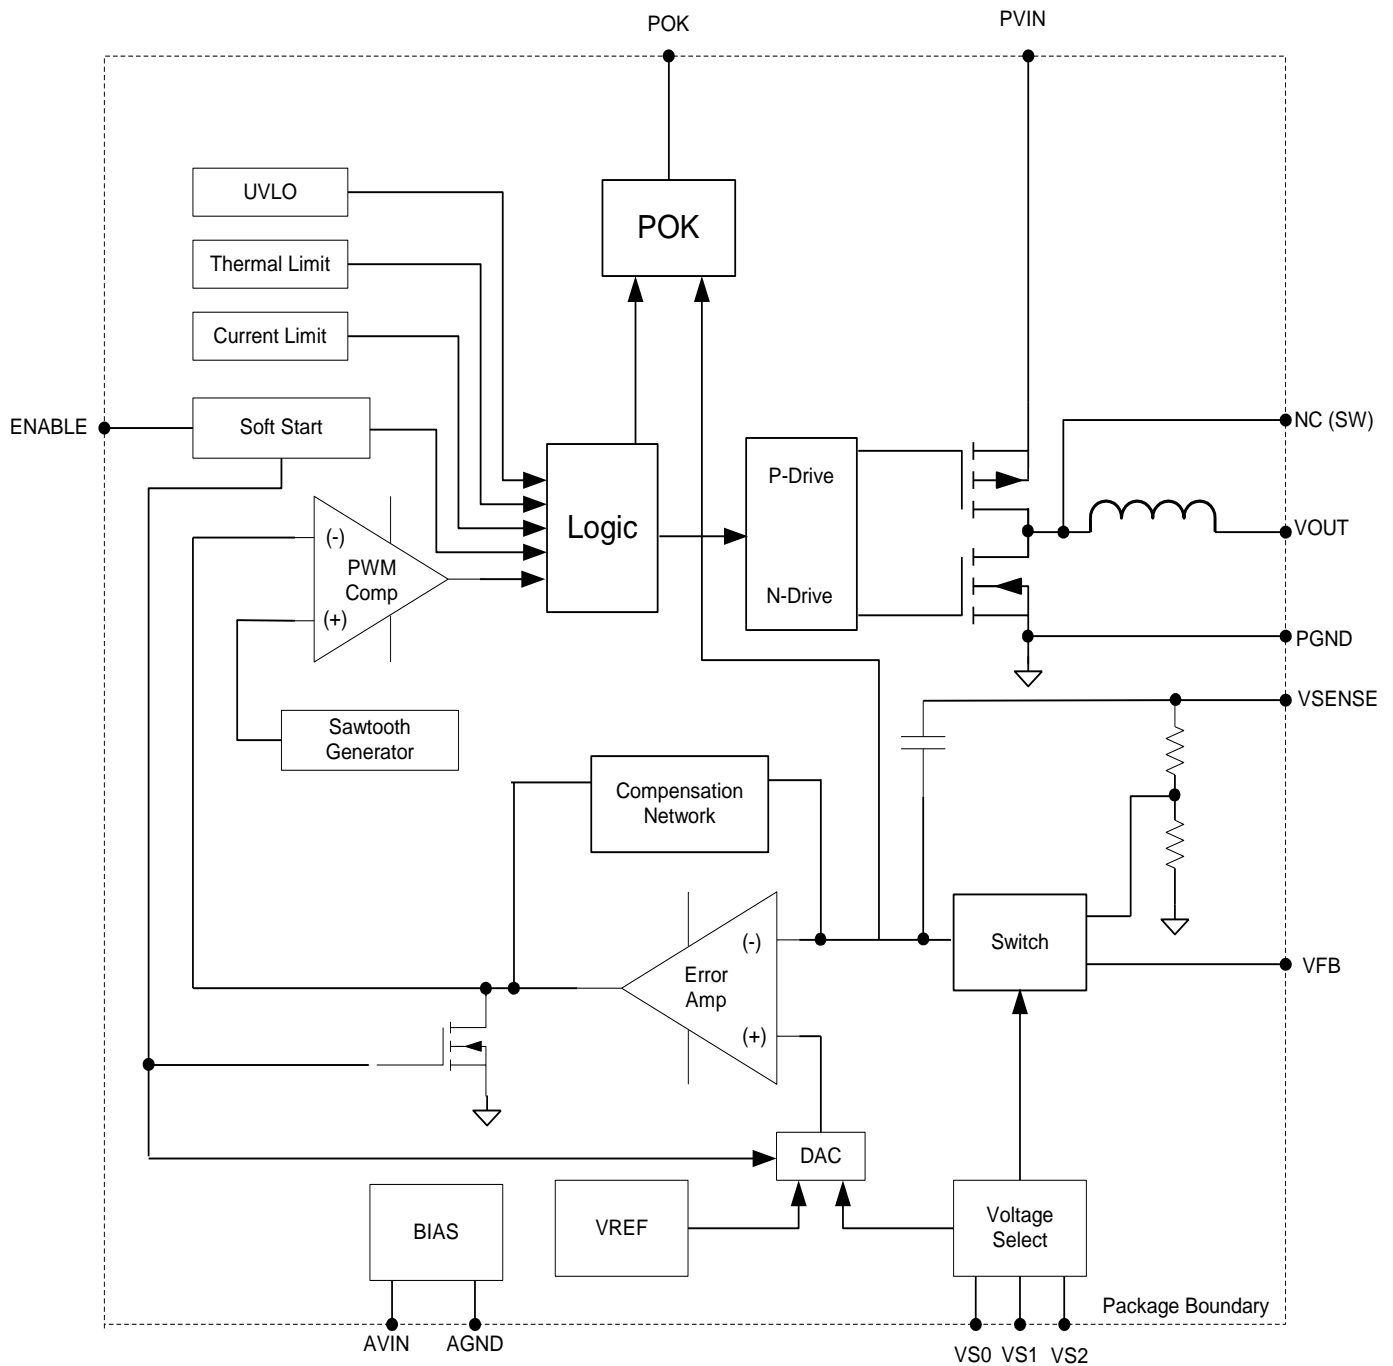 POK
PVIN
UVLO
POK
Thermal Limit
Current Limit
ENABLE
Soft Start
NC (SW)
P-Drive
Logic
VOUT
(-)
PWM
Comp
(+)
N-Drive
PGND
VSENSE
Sawtooth
Generator
Compensation
Network
(-)
Switch
Error
Amp
VFB
(+)
DAC
BIAS
VREF
Voltage
Select
Package Boundary
AVIN
AGND
VS0
VS1
VS2